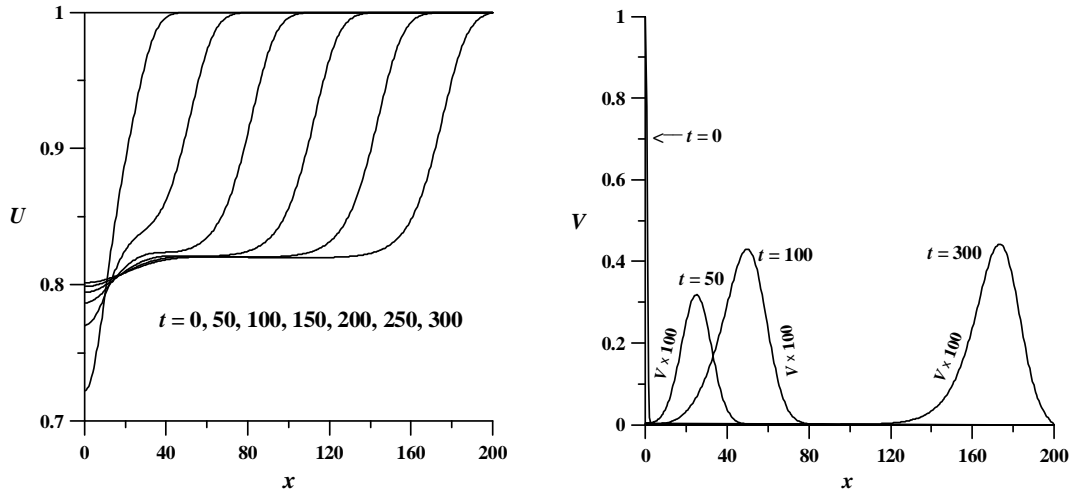 1
0.9
U
0.8
t = 0, 50, 100, 150, 200, 250, 300
0.7
0 40 80 120 160 200
x
1
0.8
t = 0
0.6
V
0.4
t = 50
t = 100
t = 300
V × 100
V × 100
V × 100
0.2
0
0 40 80 120 160 200
x